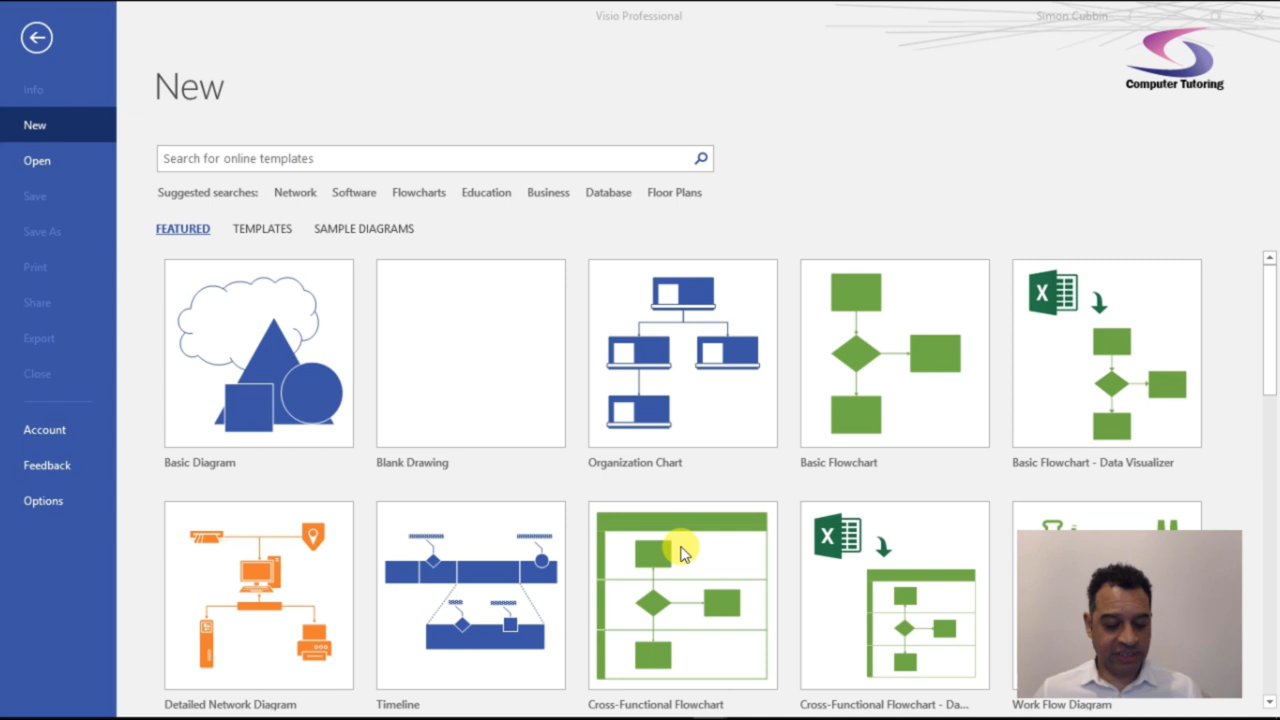 Visio Professional
Simon Cubbin ?
Computer Tutoring
Info
New
Open
Save
Save As
Print
Share
Export
Close
Account
Feedback
Options
New
Search for online templates
Suggested searches: Network Software Flowcharts Education Business Database Floor Plans
FEATURED TEMPLATES SAMPLE DIAGRAMS
X
Basic Diagram Blank Drawing Organization Chart Basic Flowchart Basic Flowchart - Data Visualizer
X
Detailed Network Diagram Timeline Cross-Functional Flowchart Cross-Functional Flowchart - Da... Work Flow Diagram